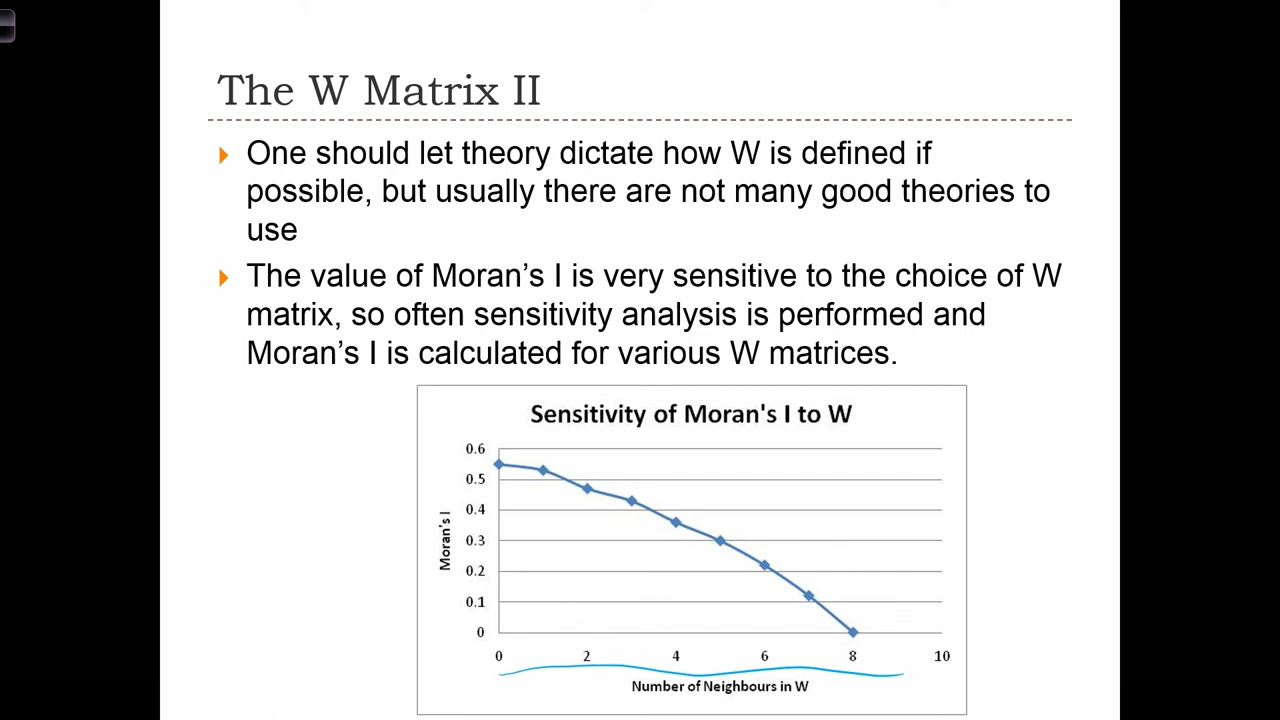 The W Matrix II
One should let theory dictate how W is defined if
possible, but usually there are not many good theories to
use
The value of Moran’s I is very sensitive to the choice of W
matrix, so often sensitivity analysis is performed and
Moran’s I is calculated for various W matrices.
Sensitivity of Moran's I to W
0.6
0.5
0.4
0.3
0.2
0.1
0
Moran's I
0 2 4 6 8 10
Number of Neighbours in W